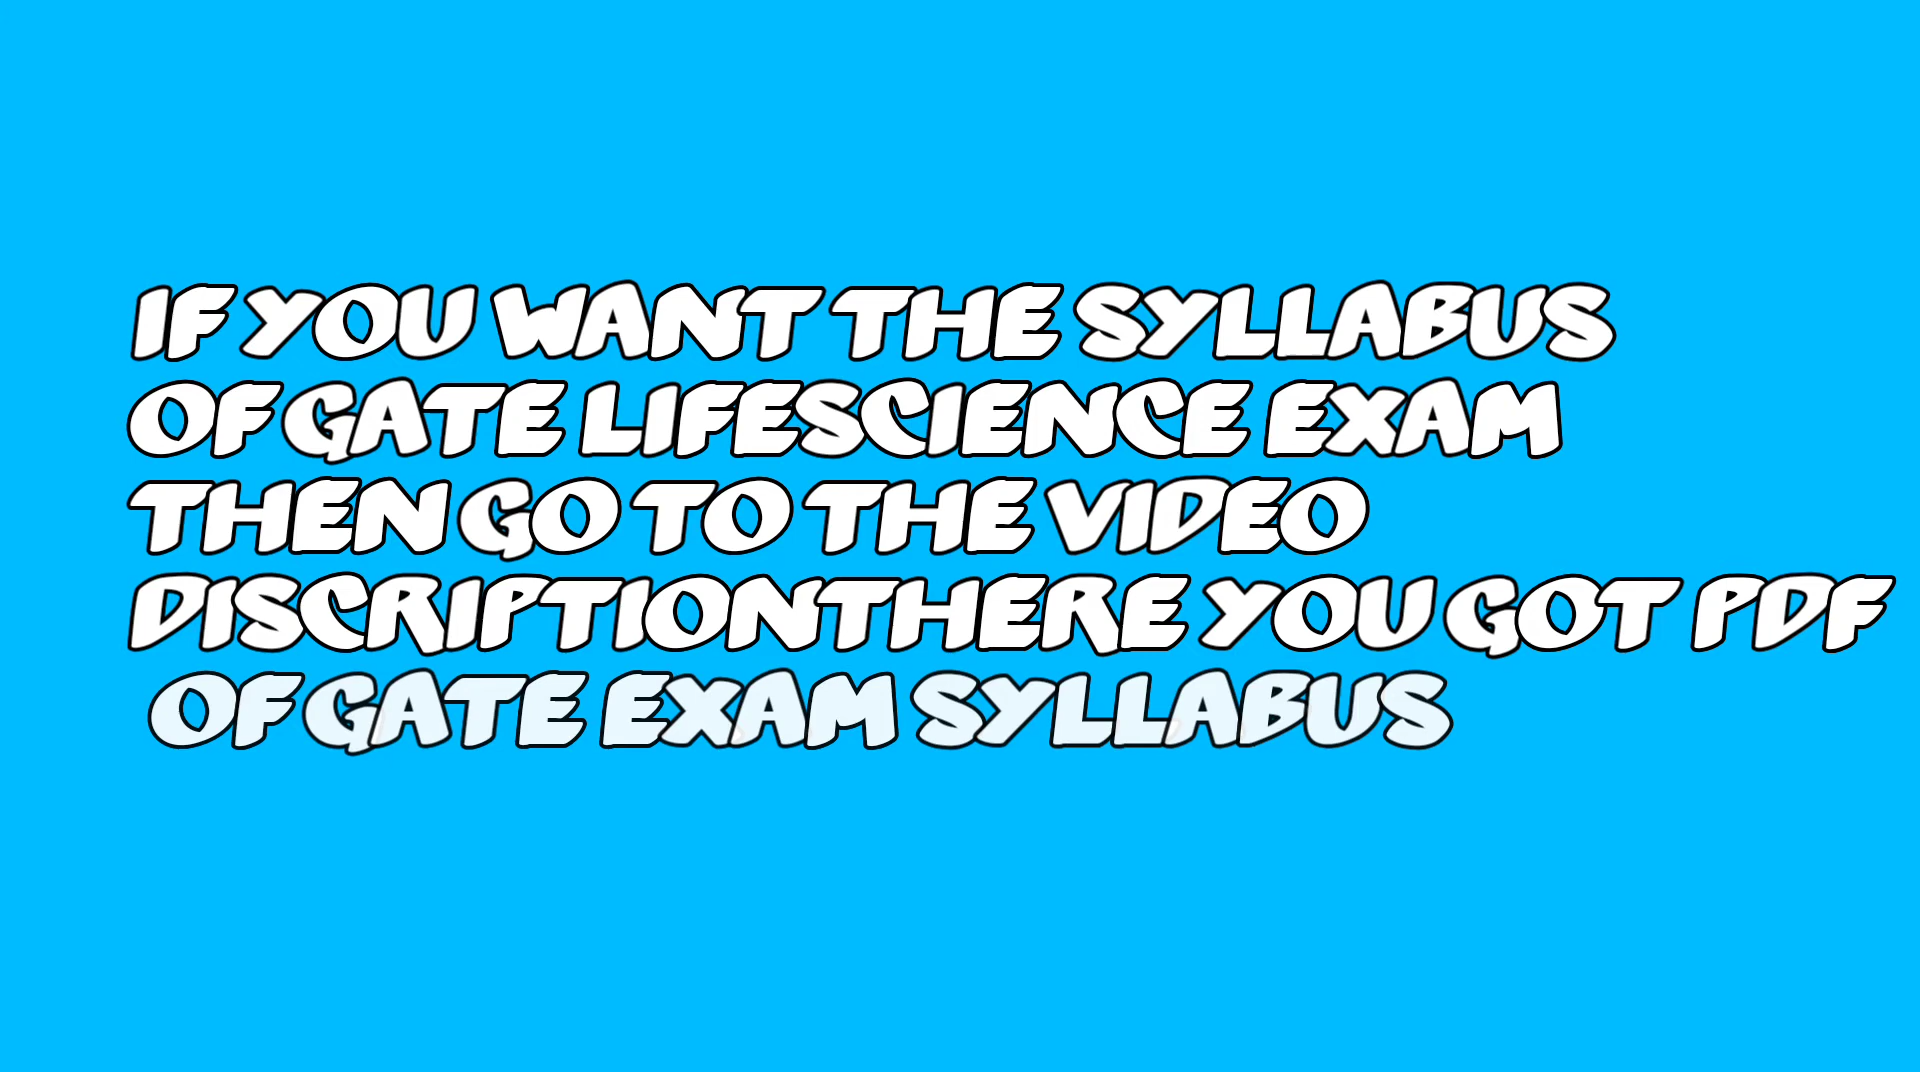 IF YOU WANT THE SYLLABUS
OF GATE LIFESCIENCE EXAM
THEN GO TO THE VIDEO
DISCRIPTIONTHERE YOU GOT PDF
OF GATE EXAM SYLLABUS